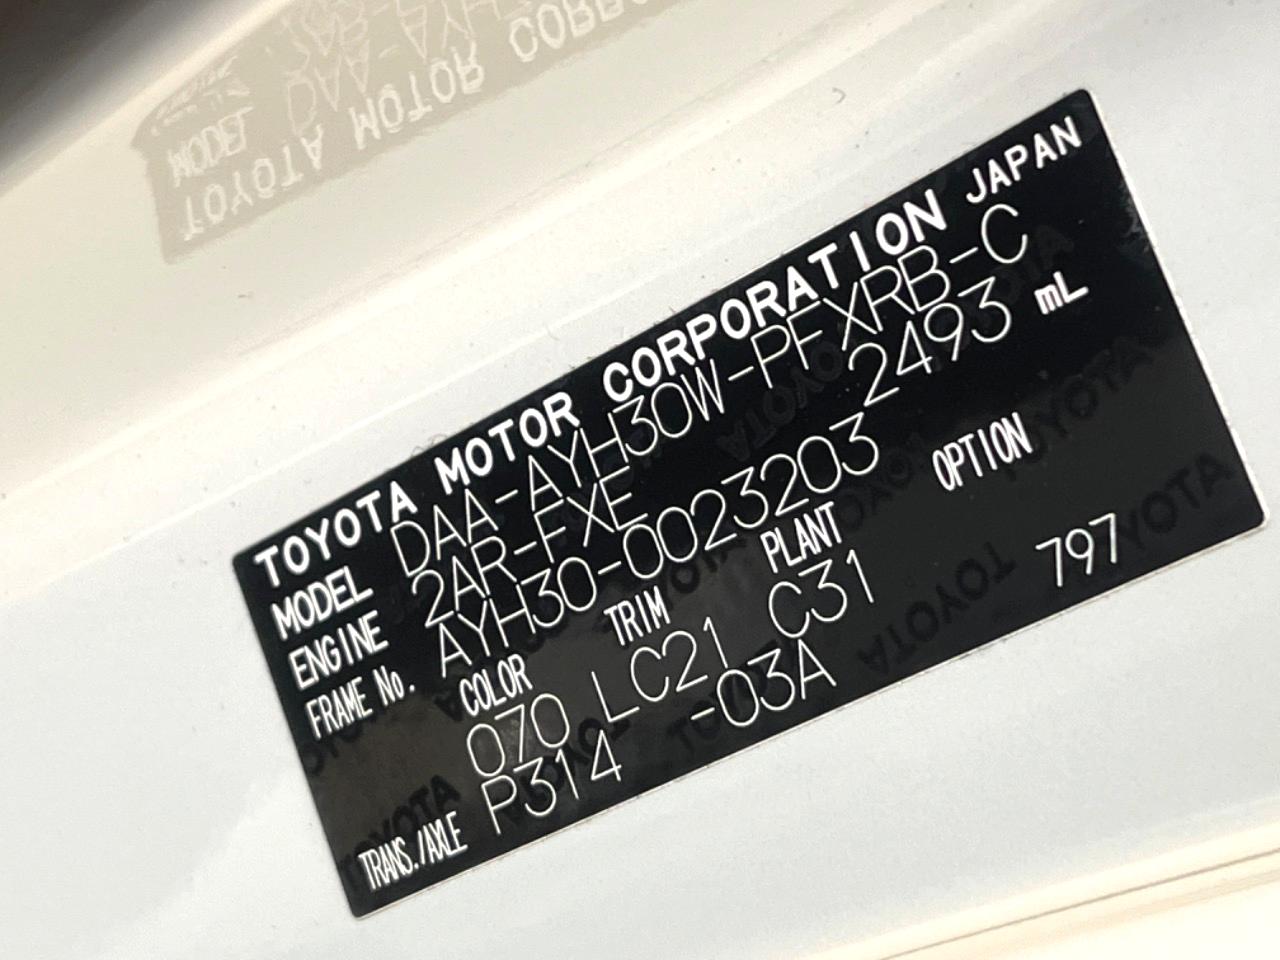 TOYOTA MOTOR CORPORATION JAPAN
MODEL DAA-AYH30W-PFXRB-C
ENGINE 2AR-FXE 2493 mL
FRAME No. AYH30-0023203
COLOR TRIM PLANT OPTION
070 LC21 C31 797
TRANS./AXLE P314 -03A